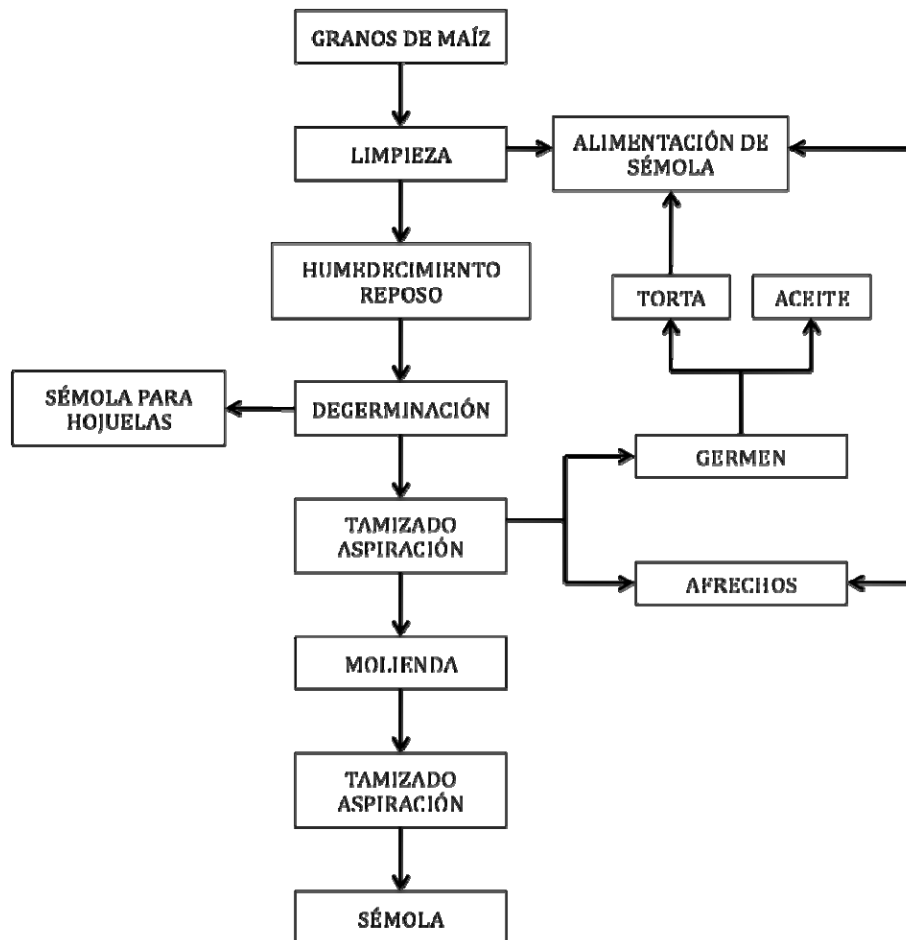 GRANOS DE MAÍZ
LIMPIEZA
ALIMENTACIÓN DE
SÉMOLA
HUMEDECIMIENTO
REPOSO
TORTA
ACEITE
SÉMOLA PARA
HOJUELAS
DEGERMINACIÓN
GERMEN
TAMIZADO
ASPIRACIÓN
AFRECHOS
MOLIENDA
TAMIZADO
ASPIRACIÓN
SÉMOLA